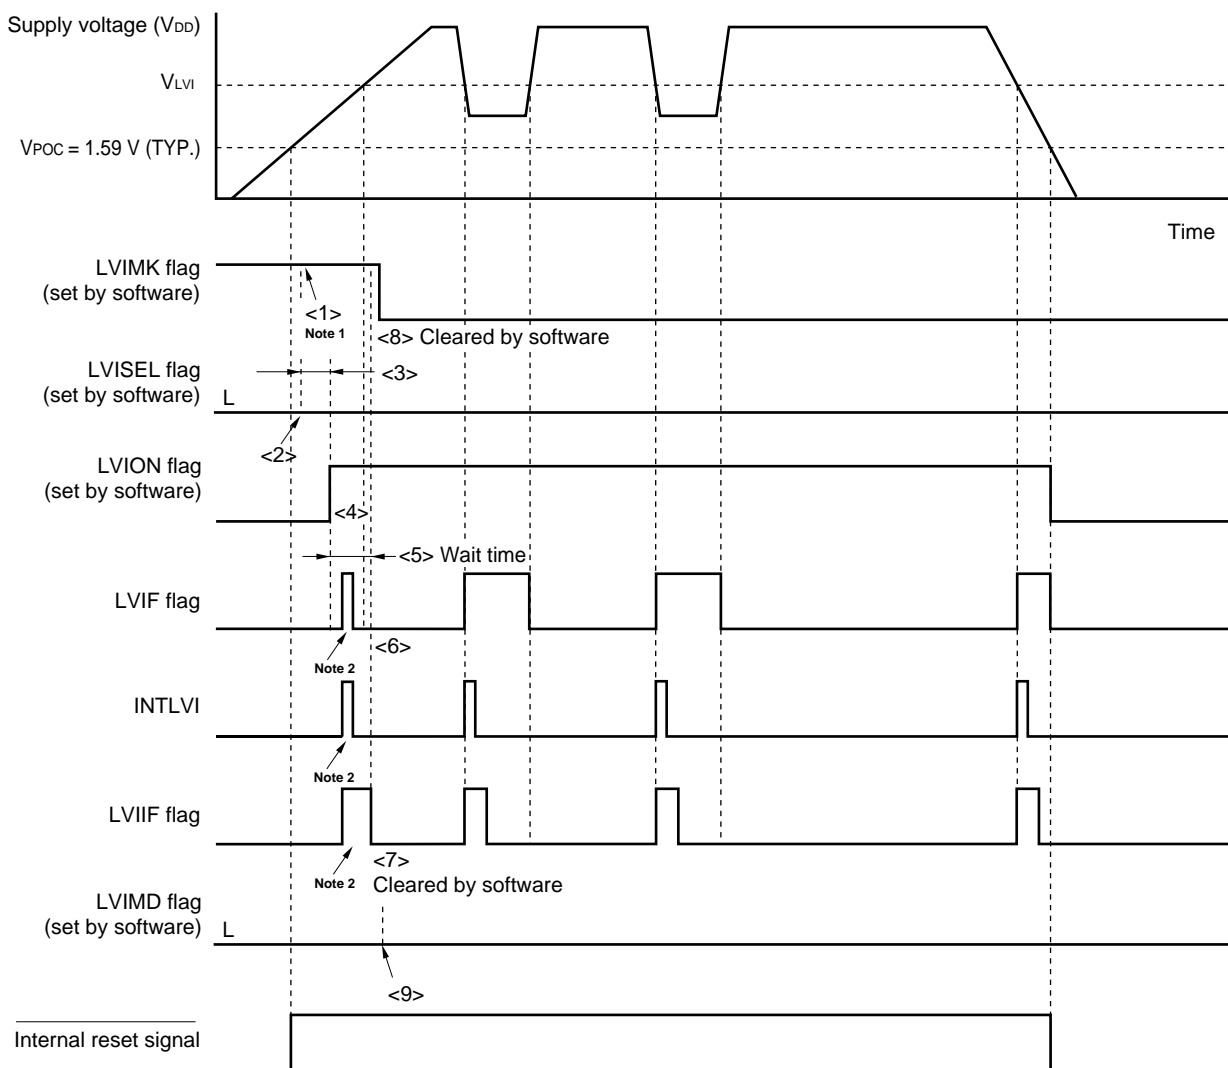 Supply voltage (VDD)
VLVI
VPOC = 1.59 V (TYP.)
Time
LVIMK flag
(set by software)
<1>
Note 1
<8> Cleared by software
LVISEL flag
(set by software)
<3>
L
<2>
LVION flag
(set by software)
<4>
<5> Wait time
LVIF flag
<6>
Note 2
INTLVI
Note 2
LVIIF flag
<7>
Note 2
Cleared by software
LVIMD flag
(set by software)
L
<9>
Internal reset signal